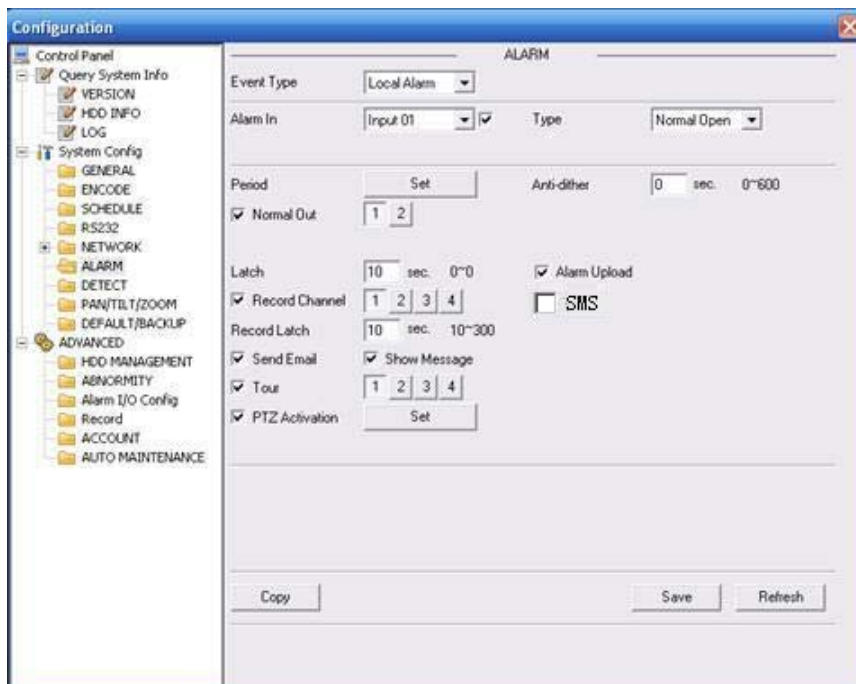 Configuration
Control Panel
Query System Info
VERSION
HDD INFO
LOG
System Config
GENERAL
ENCODE
SCHEDULE
RS232
NETWORK
ALARM
DETECT
PAN/TILT/ZOOM
DEFAULT/BACKUP
ADVANCED
HDD MANAGEMENT
ABNORMITY
Alarm I/O Config
Record
ACCOUNT
AUTO MAINTENANCE
ALARM
Event Type Local Alarm
Alarm In Input 01 Type Normal Open
Period Set Anti-dither 0 sec. 0~600
Normal Out 1 2
Latch 10 sec. 0~0 Alarm Upload
Record Channel 1 2 3 4 SMS
Record Latch 10 sec. 10~300
Send Email Show Message
Tour 1 2 3 4
PTZ Activation Set
Copy Save Refresh